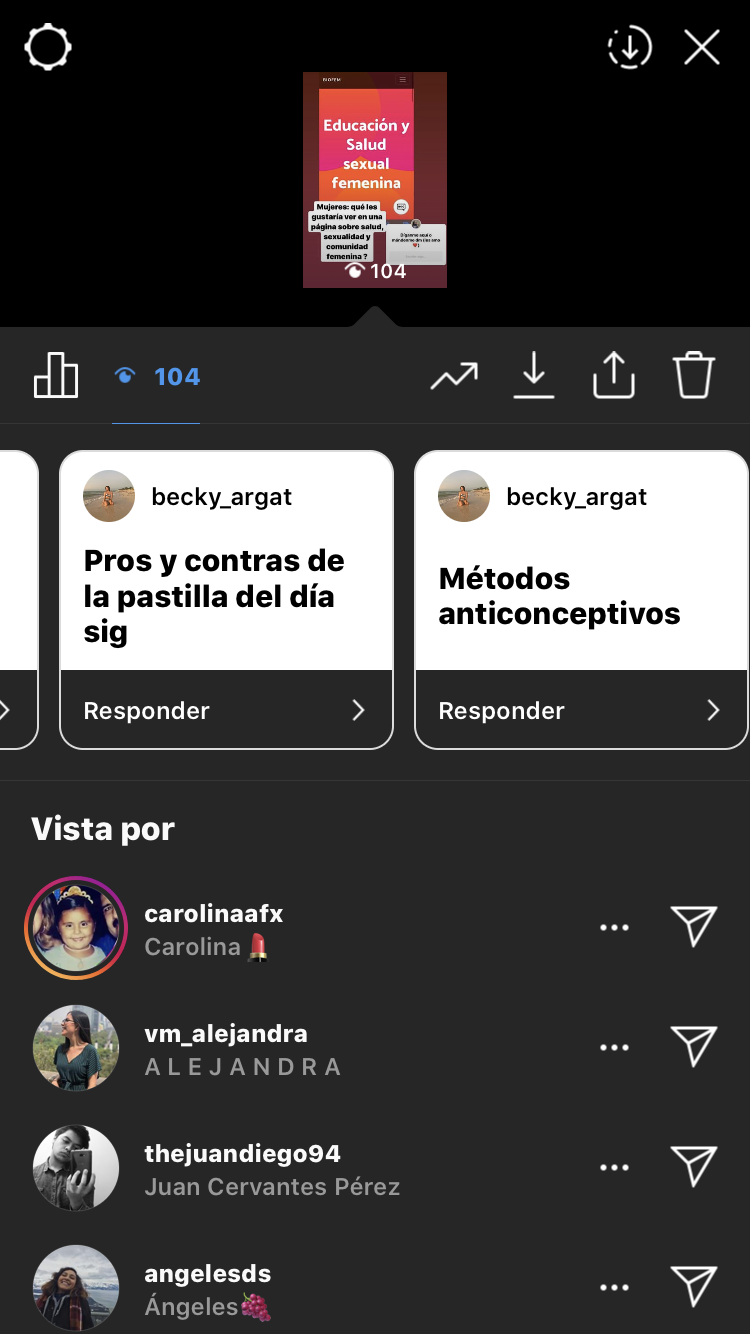 BIOFEM
Educación y
Salud
sexual
femenina
Mujeres: qué les
gustaría ver en una
página sobre salud,
sexualidad y
comunidad
femenina ?
104
104
becky_argat
becky_argat
Pros y contras de
la pastilla del día
sig
Métodos
anticonceptivos
Responder
Responder
Vista por
carolinaafx
Carolina💄
vm_alejandra
A L E J A N D R A
thejuandiego94
Juan Cervantes Pérez
angelesds
Ángeles🍇